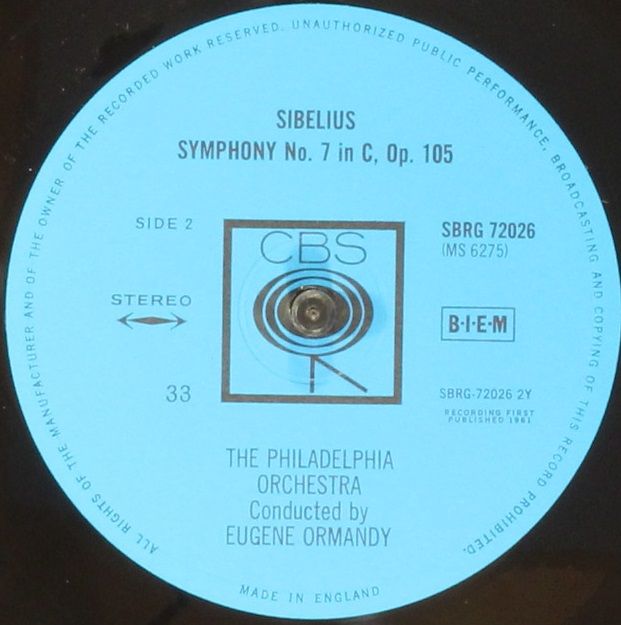 ALL RIGHTS OF THE MANUFACTURER AND OF THE OWNER OF THE RECORDED WORK RESERVED. UNAUTHORIZED PUBLIC PERFORMANCE, BROADCASTING AND COPYING OF THIS RECORD PROHIBITED.
SIBELIUS
SYMPHONY No. 7 in C, Op. 105
SIDE 2
CBS
SBRG 72026
(MS 6275)
STEREO
B·I·E·M
33
SBRG-72026 2Y
RECORDING FIRST
PUBLISHED 1961
THE PHILADELPHIA
ORCHESTRA
Conducted by
EUGENE ORMANDY
MADE IN ENGLAND